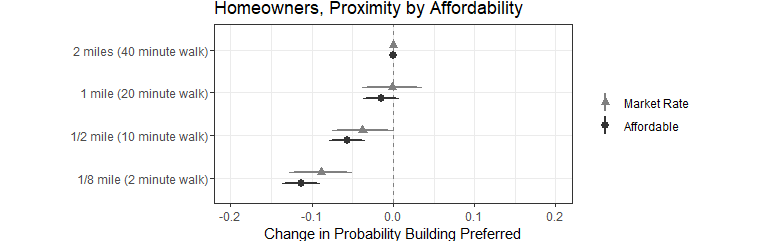 Homeowners, Proximity by Affordability
2 miles (40 minute walk)
1 mile (20 minute walk)
1/2 mile (10 minute walk)
1/8 mile (2 minute walk)
-0.2 -0.1 0.0 0.1 0.2
Change in Probability Building Preferred
Market Rate
Affordable